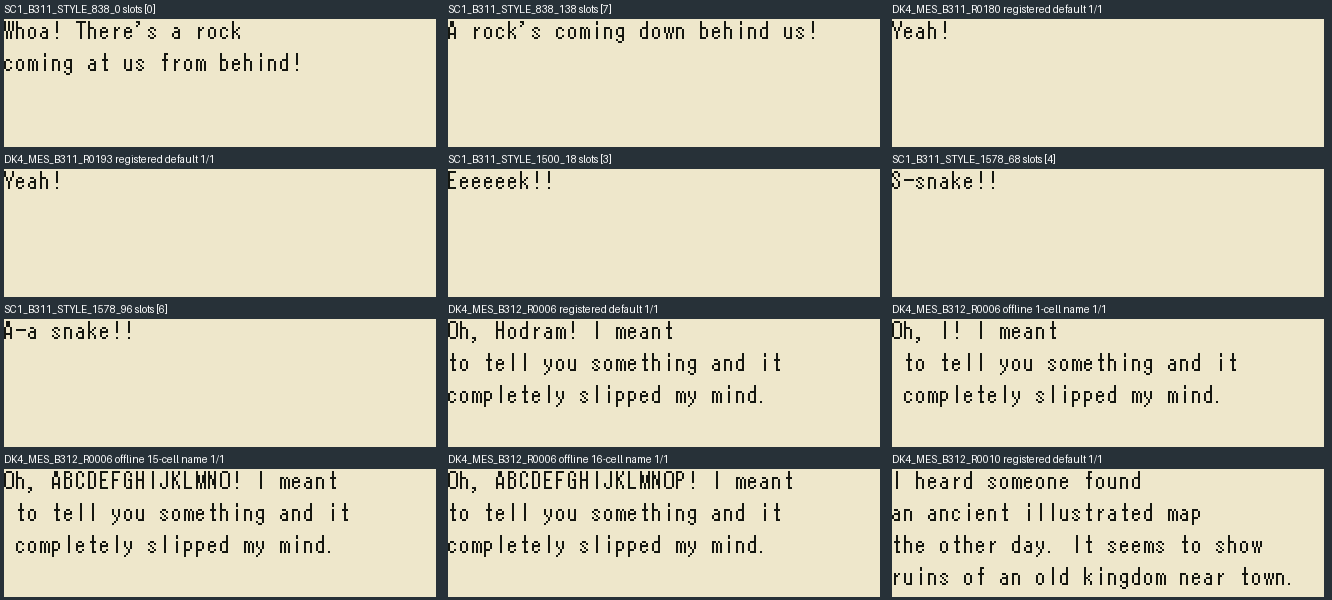 SC1_B311_STYLE_838_0 slots [0]
Whoa! There's a rock
coming at us from behind!
SC1_B311_STYLE_838_138 slots [7]
A rock's coming down behind us!
DK4_MES_B311_R0180 registered default 1/1
Yeah!
DK4_MES_B311_R0193 registered default 1/1
Yeah!
SC1_B311_STYLE_1500_18 slots [3]
Eeeeeek!!
SC1_B311_STYLE_1578_68 slots [4]
S-snake!!
SC1_B311_STYLE_1578_96 slots [6]
A-a snake!!
DK4_MES_B312_R0006 registered default 1/1
Oh, Hodram! I meant
to tell you something and it
completely slipped my mind.
DK4_MES_B312_R0006 offline 1-cell name 1/1
Oh, I! I meant
to tell you something and it
completely slipped my mind.
DK4_MES_B312_R0006 offline 15-cell name 1/1
Oh, ABCDEFGHIJKLMNO! I meant
to tell you something and it
completely slipped my mind.
DK4_MES_B312_R0006 offline 16-cell name 1/1
Oh, ABCDEFGHIJKLMNOP! I meant
to tell you something and it
completely slipped my mind.
DK4_MES_B312_R0010 registered default 1/1
I heard someone found
an ancient illustrated map
the other day. It seems to show
ruins of an old kingdom near town.